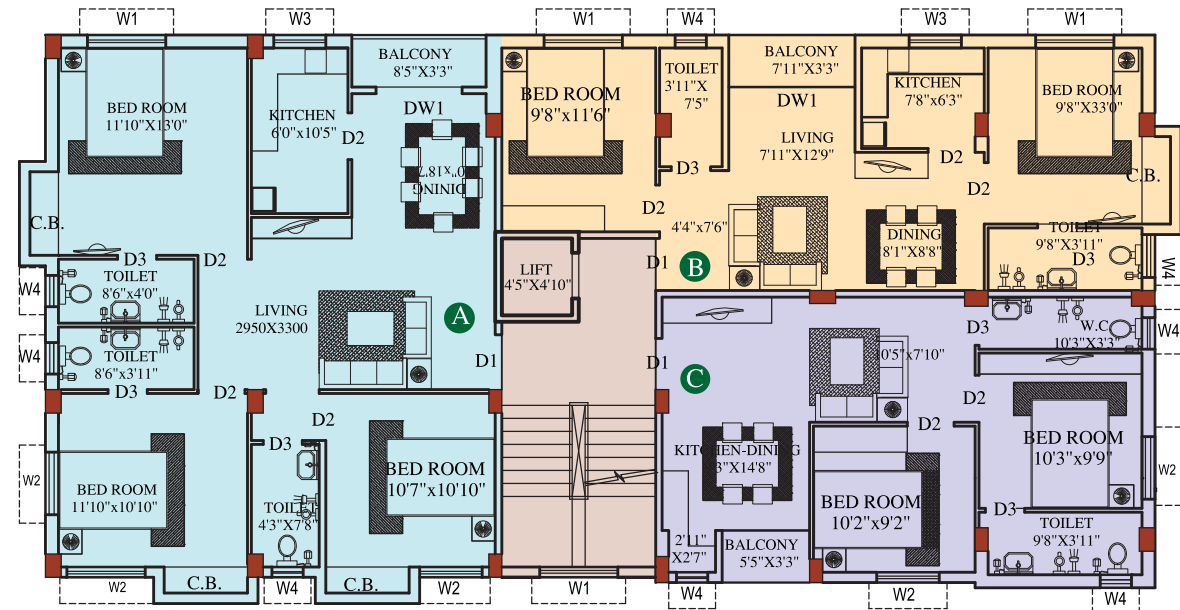 W1
W3
W1
W4
W3
W1
BALCONY
8'5"X3'3"
BALCONY
7'11"X3'3"
TOILET
3'11"X
7'5"
BED ROOM
11'10"X13'0"
KITCHEN
6'0"x10'5"
D2
DW1
BED ROOM
9'8"x11'6"
DW1
KITCHEN
7'8"x6'3"
BED ROOM
9'8"X33'0"
LIVING
7'11"X12'9"
DINING
D3
D2
D2
C.B.
C.B.
D2
4'4"x7'6"
DINING
8'1"X8'8"
TOILET
9'8"X3'11"
D3
W4
D3
D2
TOILET
8'6"x4'0"
W4
LIFT
4'5"X4'10"
D1
B
LIVING
2950X3300
A
D3
W.C
10'3"X3'3"
W4
W4
TOILET
8'6"x3'11"
D1
D1
C
10'5"x7'10"
D3
D2
D2
D2
D2
D3
D2
BED ROOM
11'10"x10'10"
W2
TOILET
4'3"X7'8"
BED ROOM
10'7"x10'10"
KITCHEN-DINING
3"X14'8"
BED ROOM
10'2"x9'2"
BED ROOM
10'3"x9'9"
W2
D3
TOILET
9'8"X3'11"
2'11"
X2'7"
BALCONY
5'5"X3'3"
C.B.
C.B.
W2
W4
W2
W1
W4
W2
W4